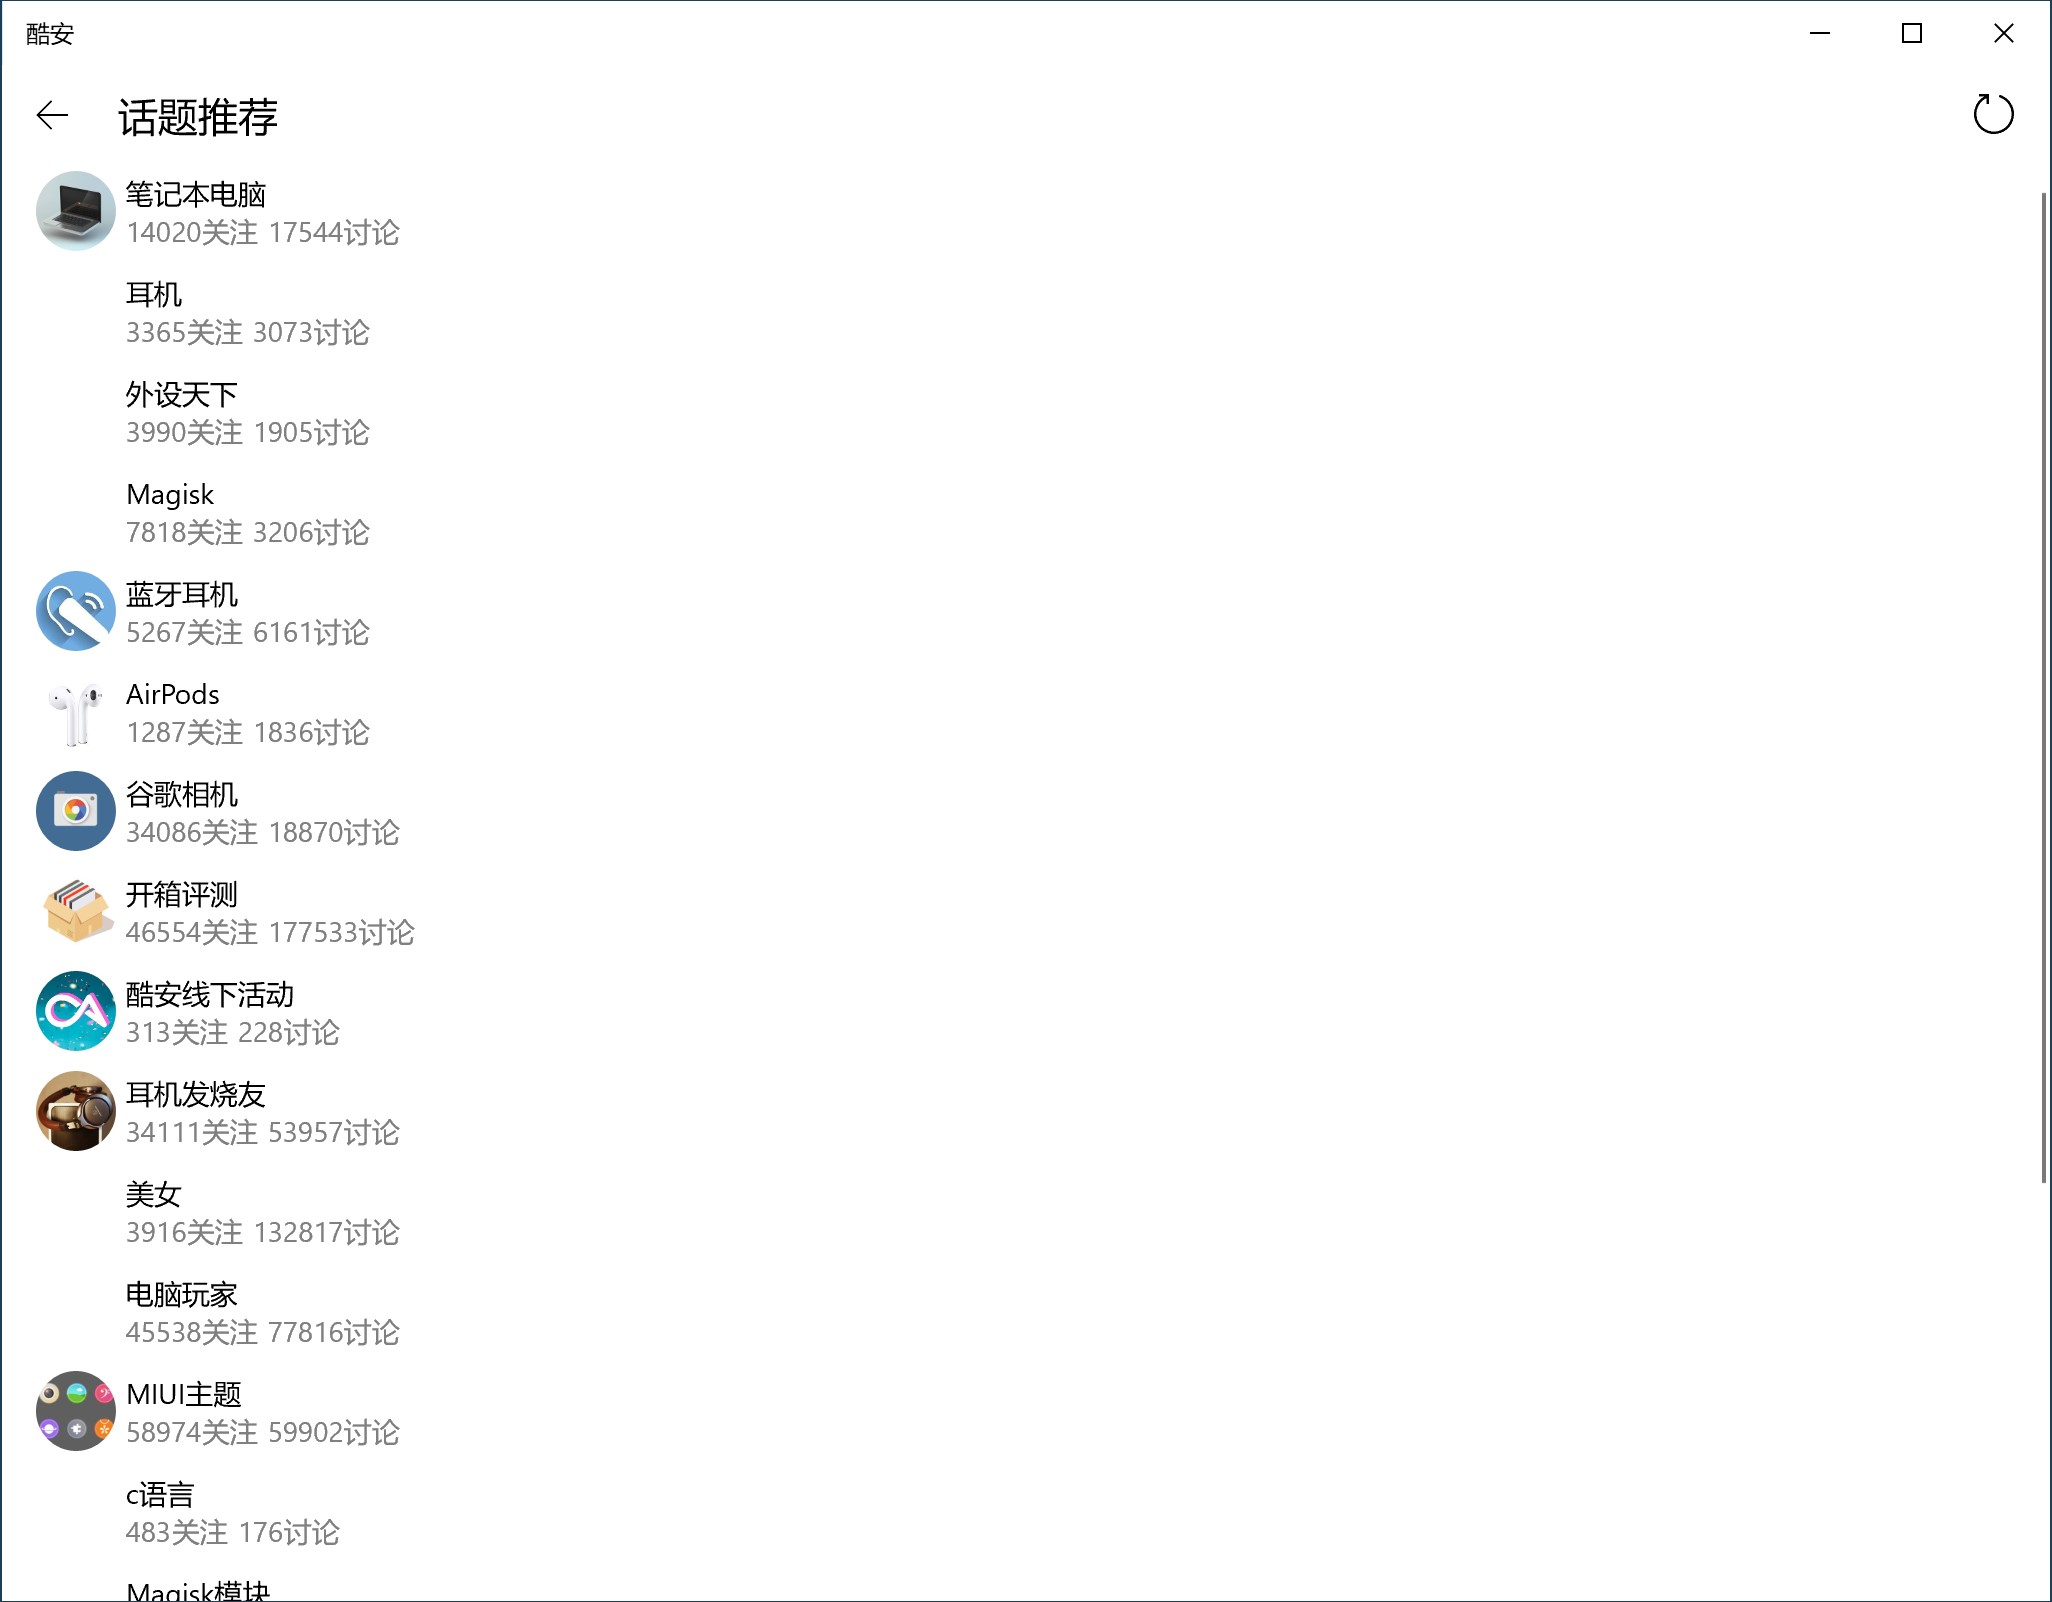 酷安
话题推荐
笔记本电脑
14020关注 17544讨论
耳机
3365关注 3073讨论
外设天下
3990关注 1905讨论
Magisk
7818关注 3206讨论
蓝牙耳机
5267关注 6161讨论
AirPods
1287关注 1836讨论
谷歌相机
34086关注 18870讨论
开箱评测
46554关注 177533讨论
酷安线下活动
313关注 228讨论
耳机发烧友
34111关注 53957讨论
美女
3916关注 132817讨论
电脑玩家
45538关注 77816讨论
MIUI主题
58974关注 59902讨论
c语言
483关注 176讨论
Magisk模块